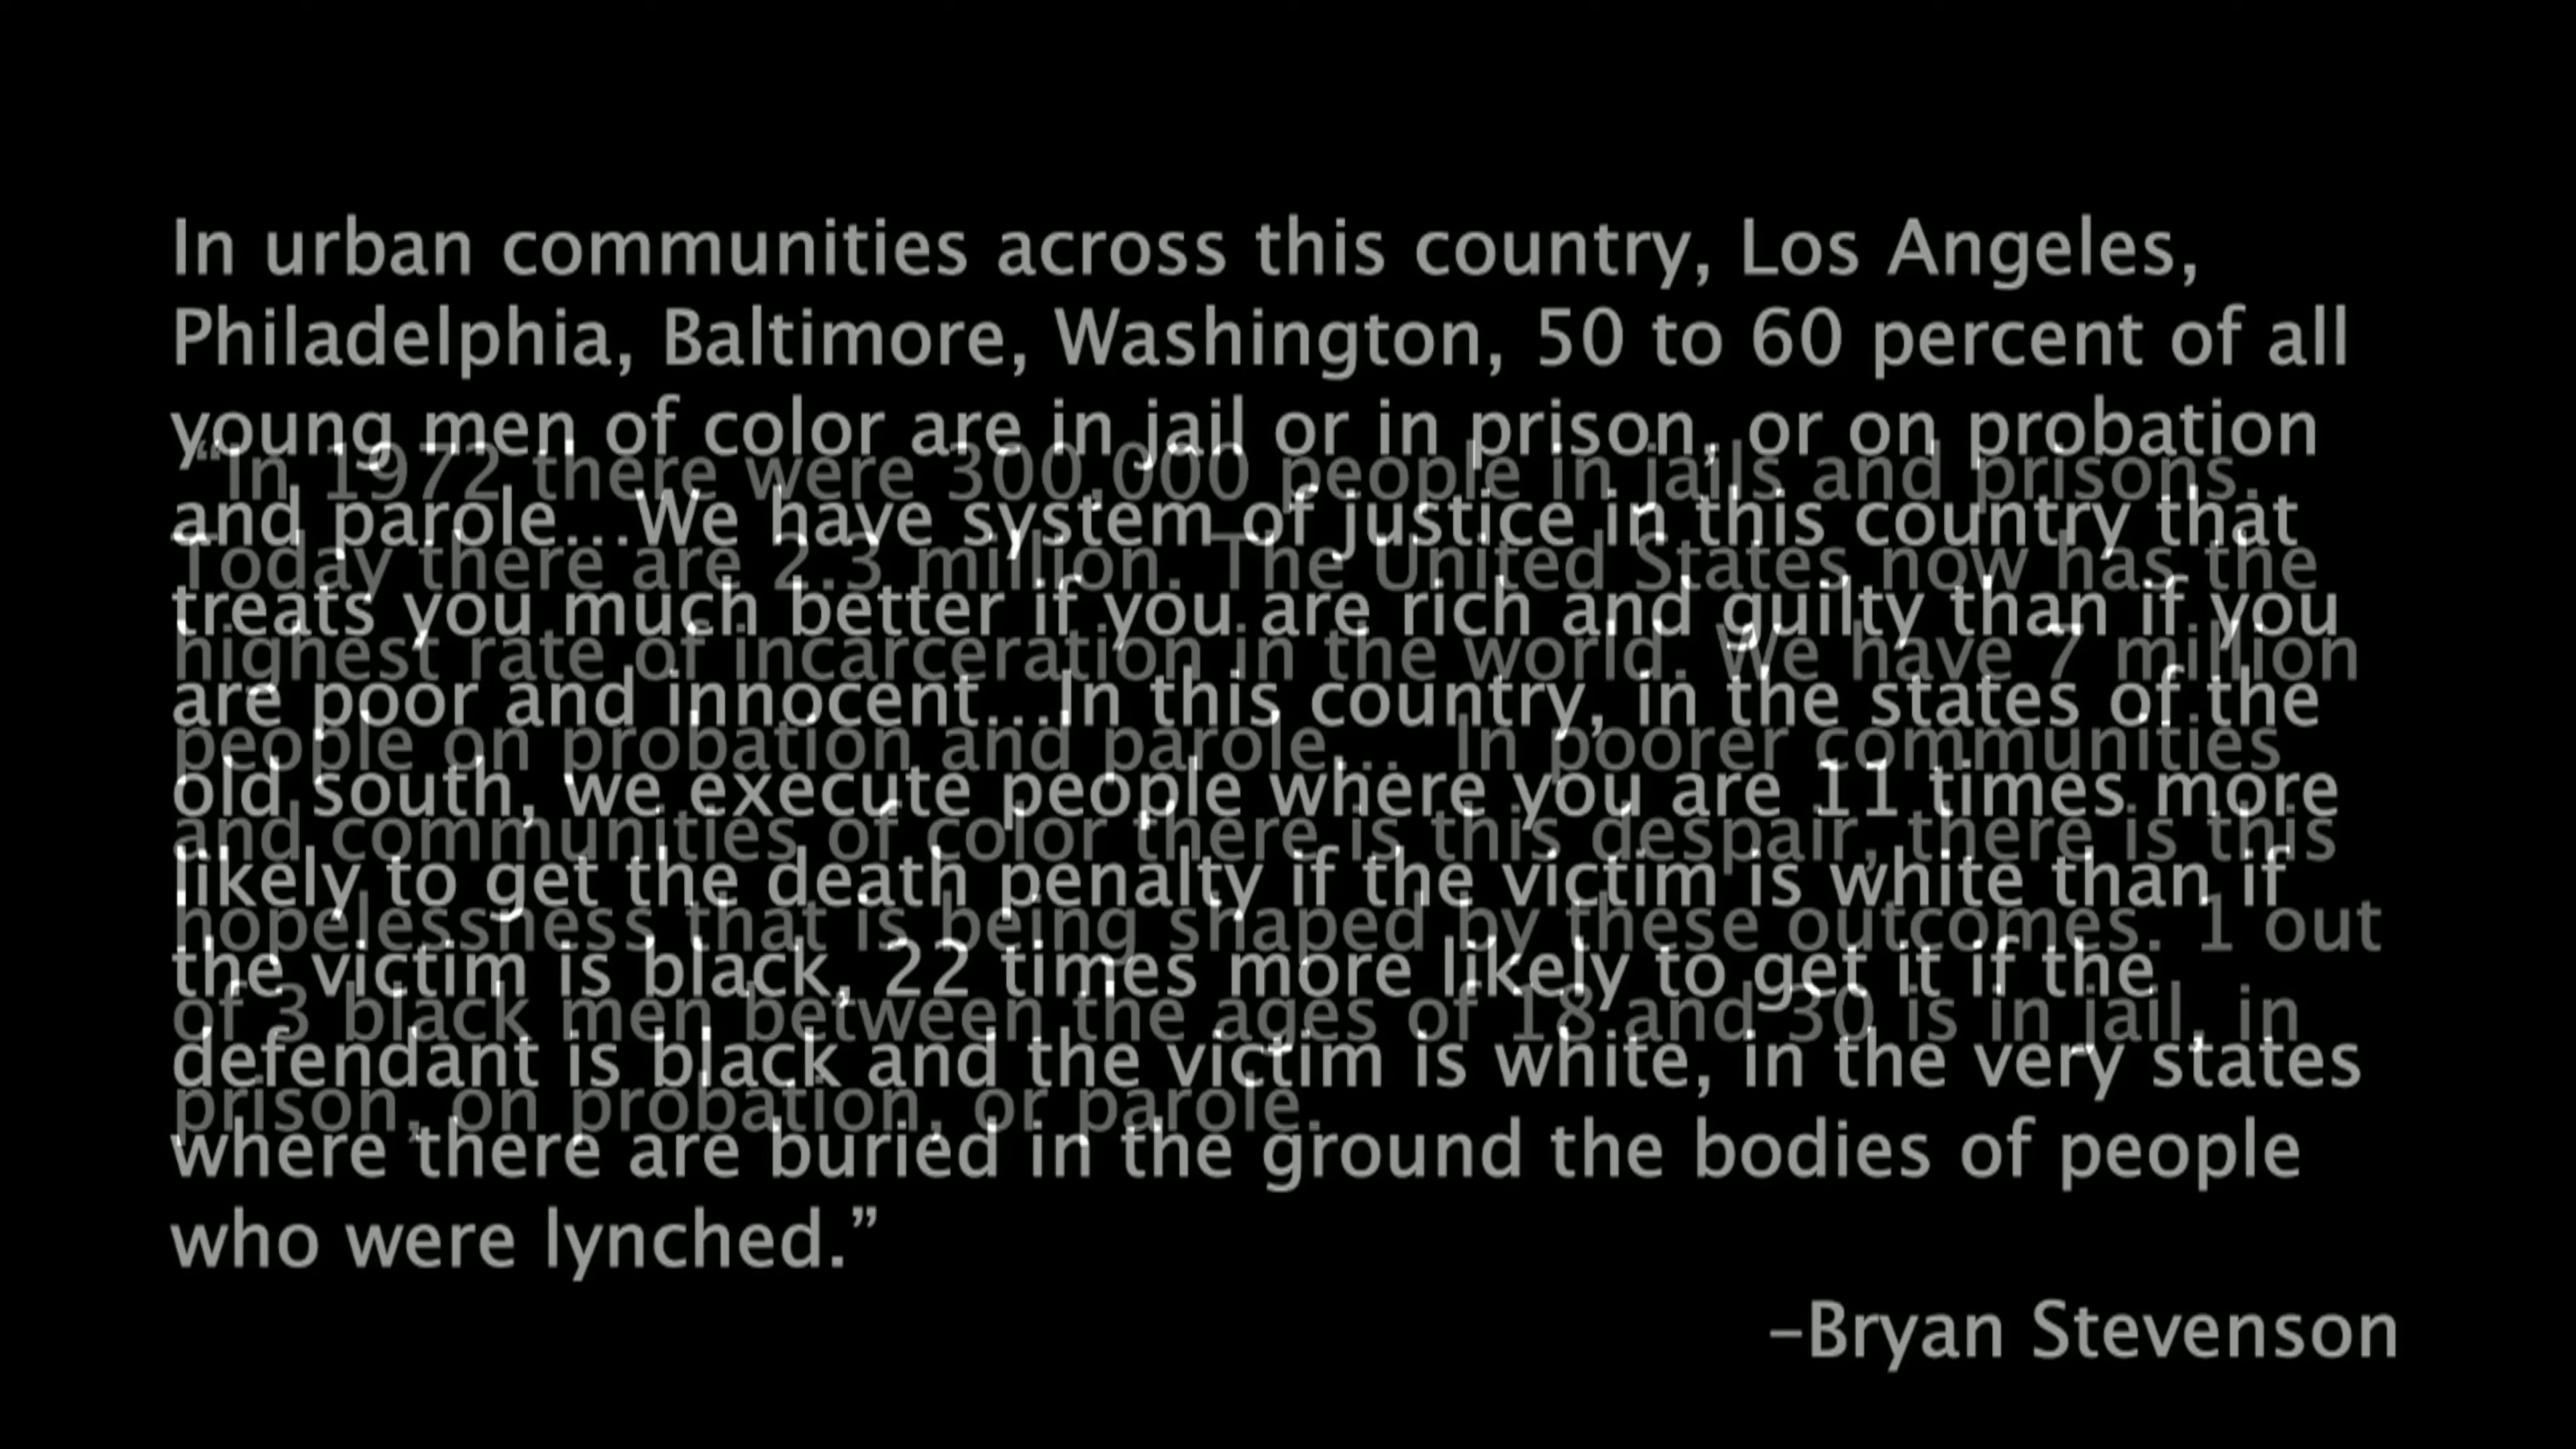 In urban communities across this country, Los Angeles,
Philadelphia, Baltimore, Washington, 50 to 60 percent of all
young men of color are in jail or in prison, or on probation
and parole...We have system of justice in this country that
treats you much better if you are rich and guilty than if you
are poor and innocent...In this country, in the states of the
old south, we execute people where you are 11 times more
likely to get the death penalty if the victim is white than if
the victim is black, 22 times more likely to get it if the
defendant is black and the victim is white, in the very states
where there are buried in the ground the bodies of people
who were lynched.”
–Bryan Stevenson
“In 1972 there were 300,000 people in jails and prisons.
Today there are 2.3 million. The United States now has the
highest rate of incarceration in the world. We have 7 million
people on probation and parole... In poorer communities
and communities of color there is this despair, there is this
hopelessness that is being shaped by these outcomes. 1 out
of 3 black men between the ages of 18 and 30 is in jail, in
prison, on probation, or parole.